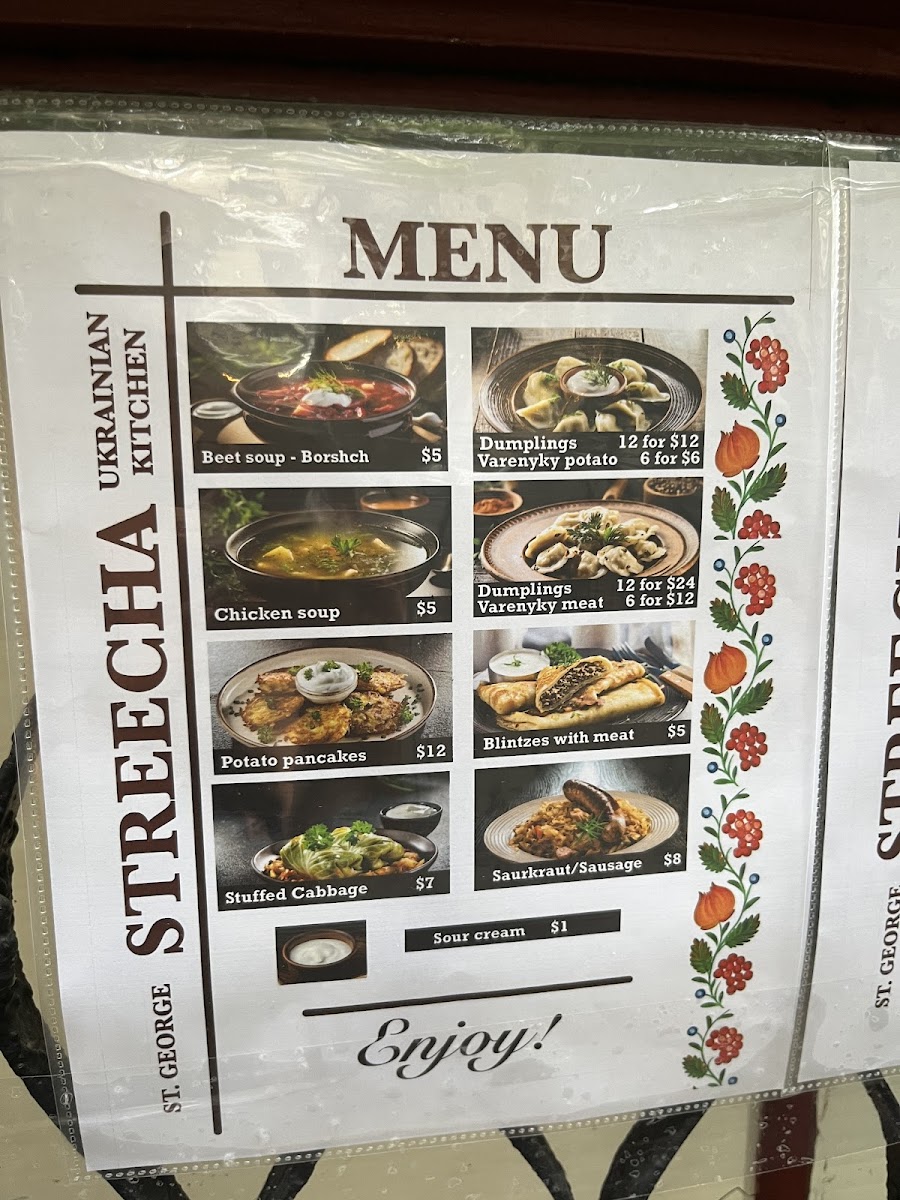 MENU
UKRAINIAN
KITCHEN
ST. GEORGE STREECHA
Beet soup - Borshch $5
Dumplings 12 for $12
Varenyky potato 6 for $6
Chicken soup $5
Dumplings 12 for $24
Varenyky meat 6 for $12
Potato pancakes $12
Blintzes with meat $5
Stuffed Cabbage $7
Saurkraut/Sausage $8
Sour cream $1
Enjoy!
ST. GEORGE